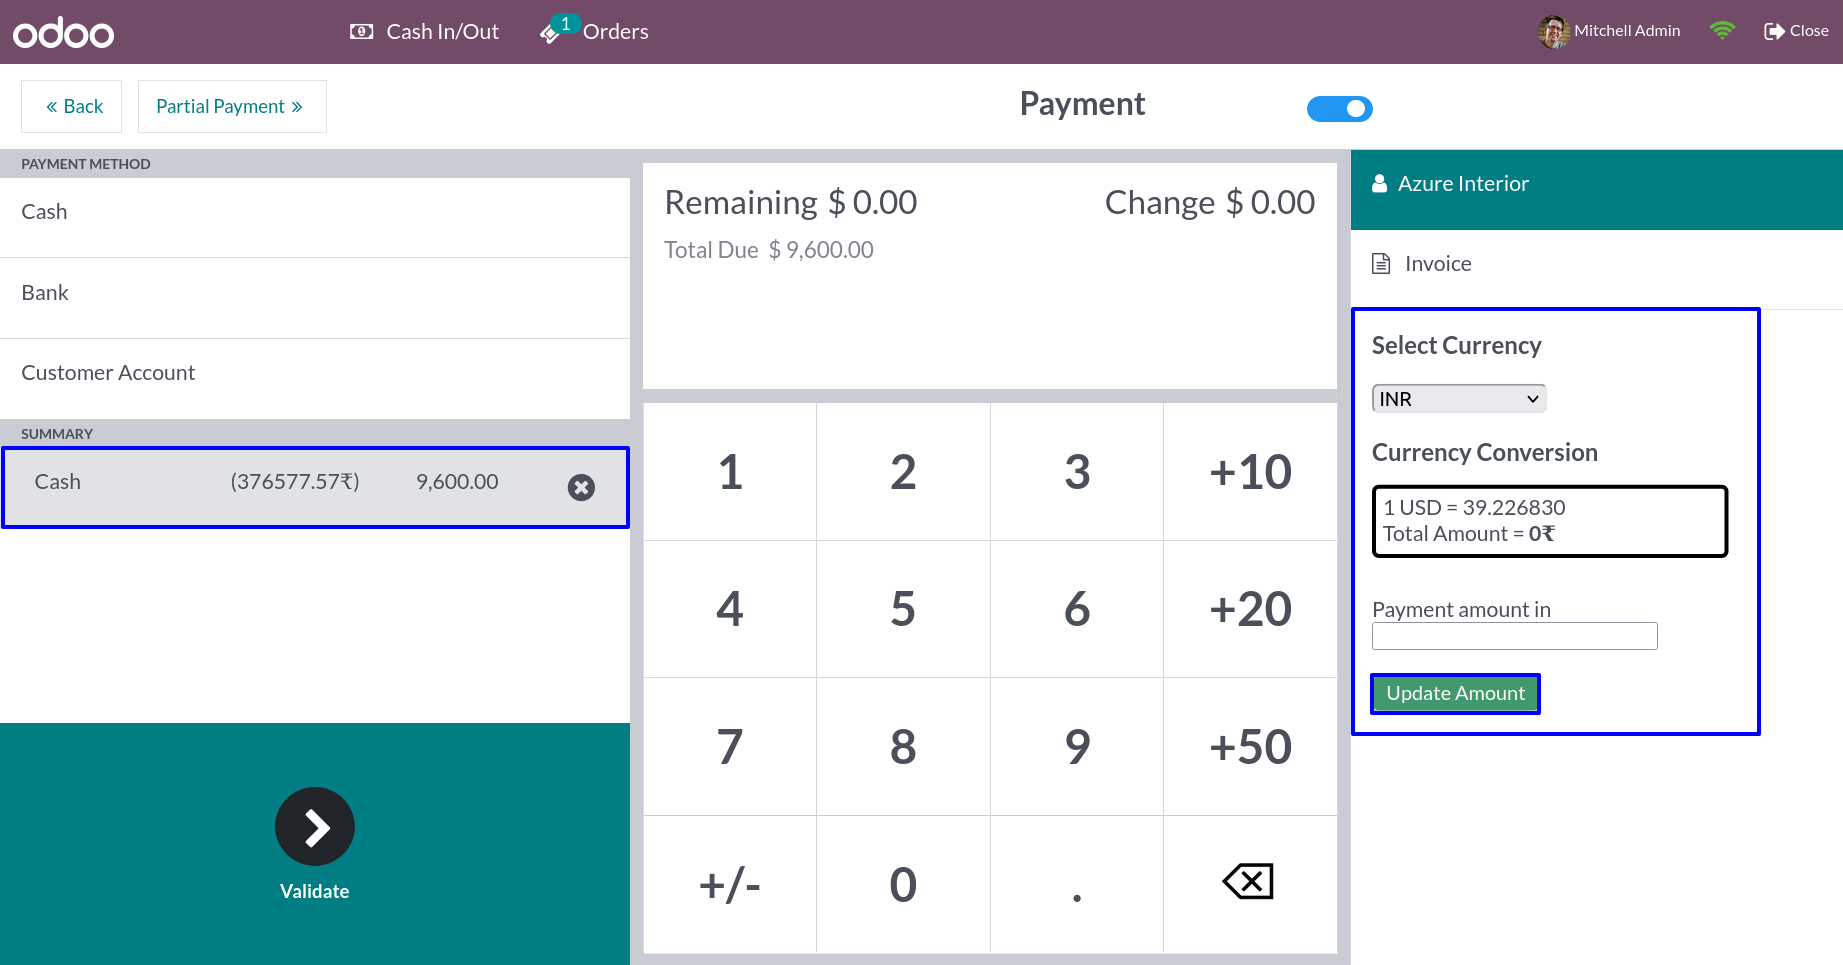 odoo
Cash In/Out
1
Orders
Mitchell Admin
Close
Back
Partial Payment
Payment
PAYMENT METHOD
Cash
Bank
Customer Account
SUMMARY
Cash (376577.57₹) 9,600.00
Validate
Remaining $ 0.00
Change $ 0.00
Total Due $ 9,600.00
1 2 3 +10
4 5 6 +20
7 8 9 +50
+/- 0 .
Azure Interior
Invoice
Select Currency
INR
Currency Conversion
1 USD = 39.226830
Total Amount = 0₹
Payment amount in
Update Amount